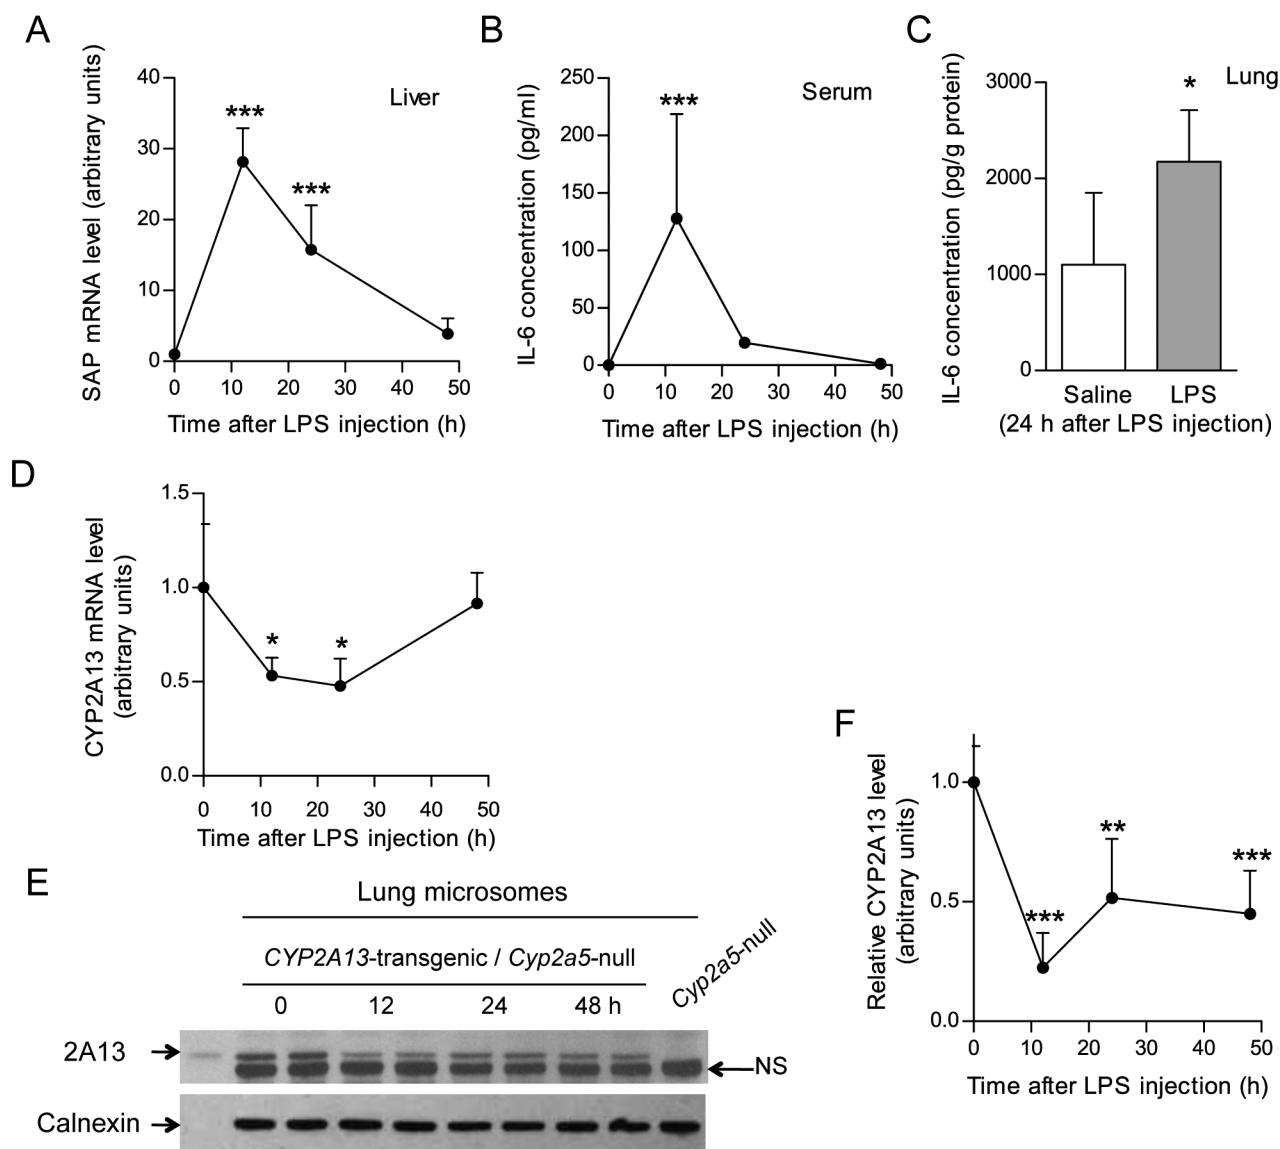 A
SAP mRNA level (arbitrary units)
40
30
20
10
0
***
***
Liver
0 10 20 30 40 50
Time after LPS injection (h)
B
IL-6 concentration (pg/ml)
250
200
150
100
50
0
***
Serum
0 10 20 30 40 50
Time after LPS injection (h)
C
IL-6 concentration (pg/g protein)
3000
2000
1000
0
*
Lung
Saline LPS
(24 h after LPS injection)
D
CYP2A13 mRNA level
(arbitrary units)
1.5
1.0
0.5
0.0
* *
0 10 20 30 40 50
Time after LPS injection (h)
E
Lung microsomes
CYP2A13-transgenic / Cyp2a5-null
Cyp2a5-null
0 12 24 48 h
2A13
NS
Calnexin
F
Relative CYP2A13 level
(arbitrary units)
1.0
0.5
0.0
***
**
***
0 10 20 30 40 50
Time after LPS injection (h)